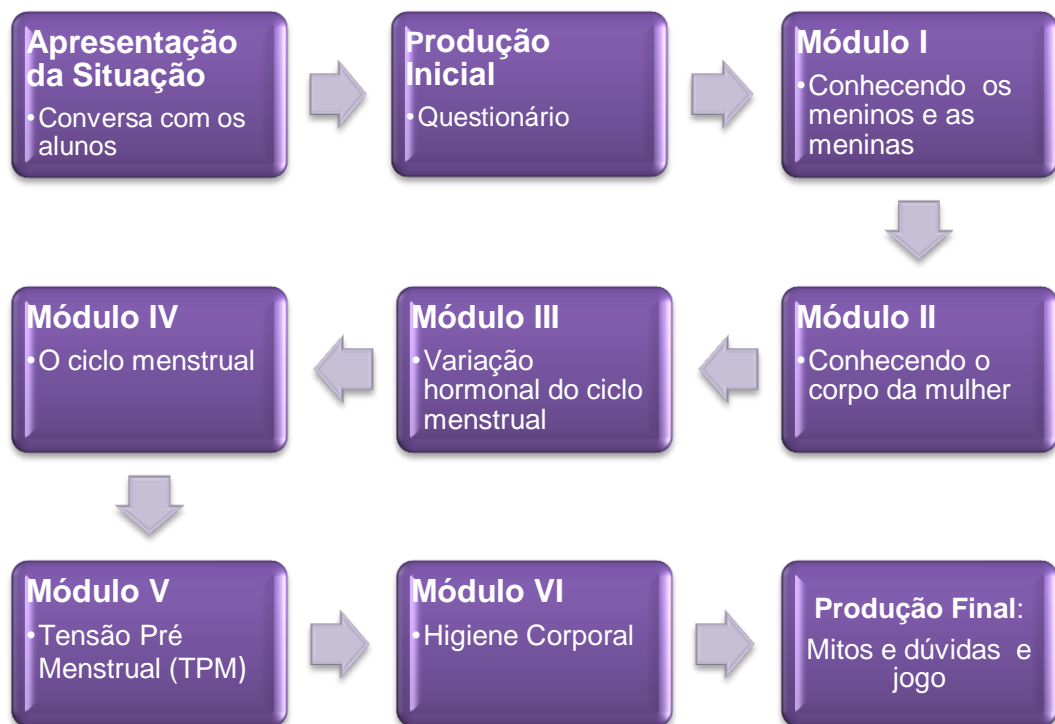 Apresentação
da Situação
•Conversa com os
alunos
Produção
Inicial
•Questionário
Módulo I
•Conhecendo os
meninos e as
meninas
Módulo II
•Conhecendo o
corpo da mulher
Módulo III
•Variação
hormonal do ciclo
menstrual
Módulo IV
•O ciclo menstrual
Módulo V
•Tensão Pré
Menstrual (TPM)
Módulo VI
•Higiene Corporal
Produção Final:
Mitos e dúvidas e
jogo